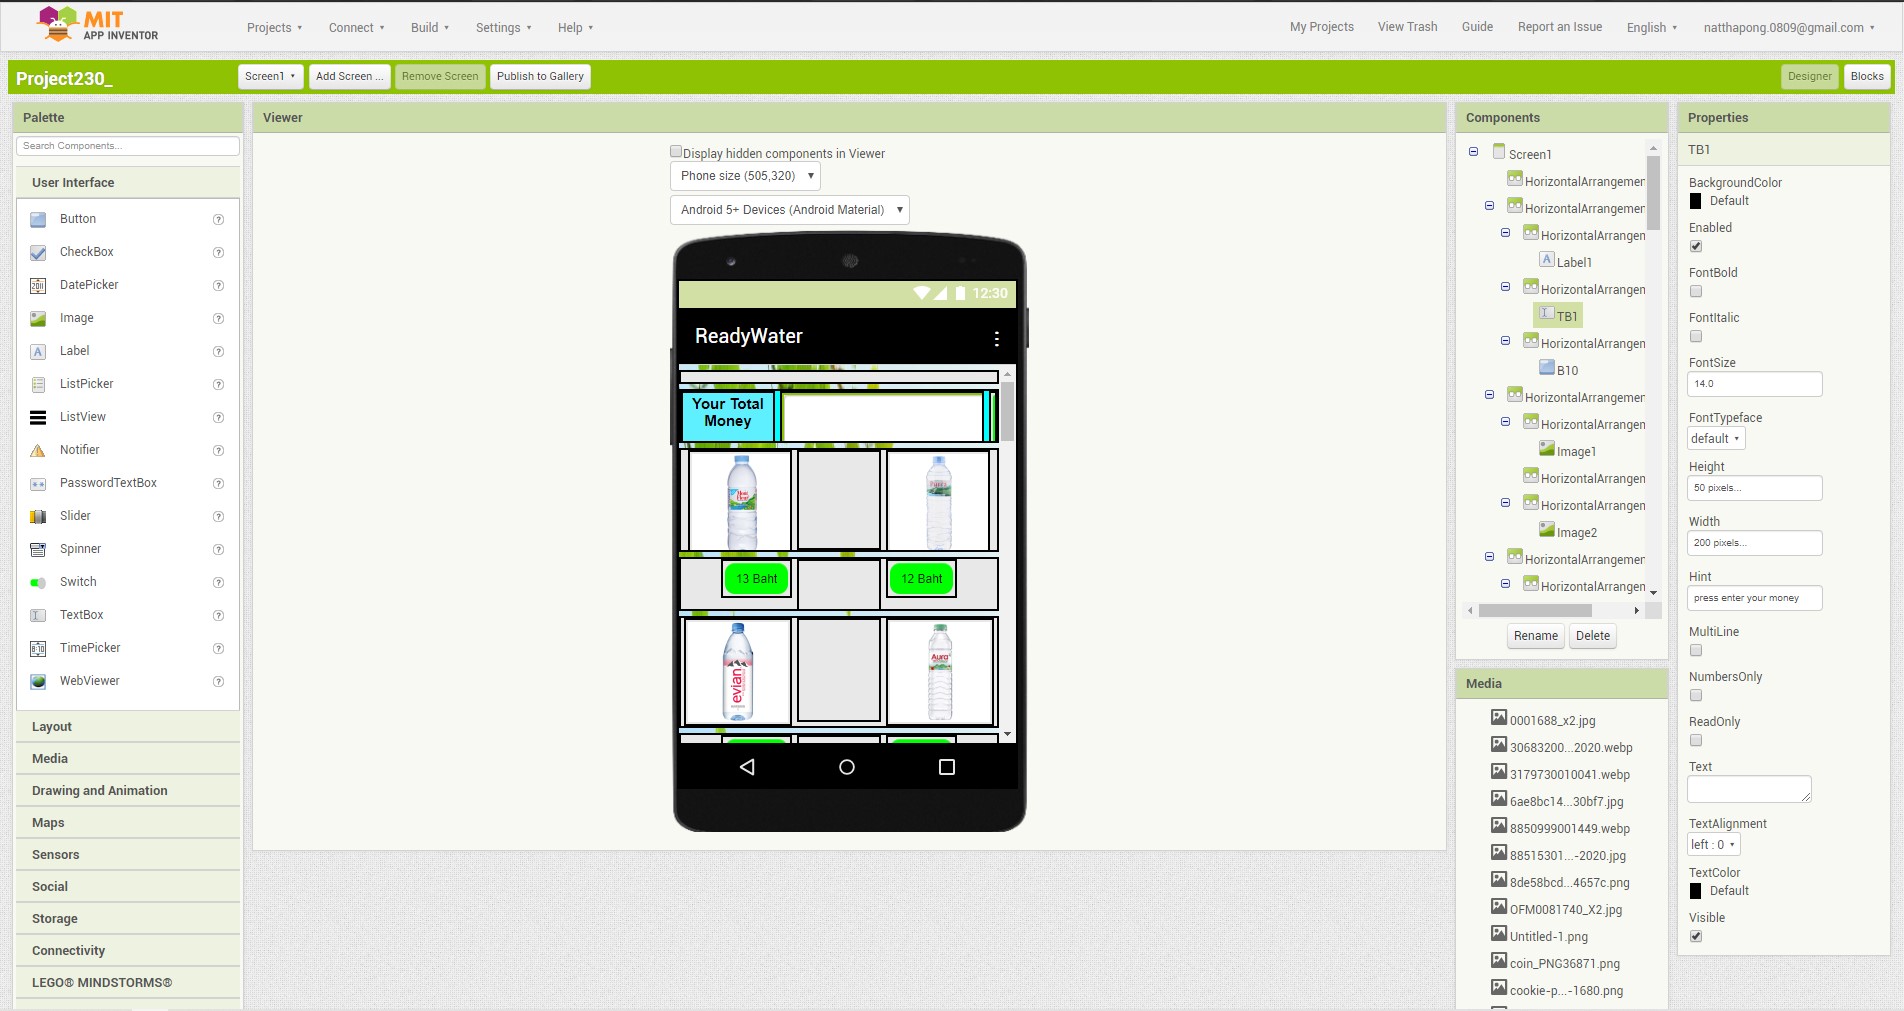 MIT
APP INVENTOR
Projects
Connect
Build
Settings
Help
My Projects
View Trash
Guide
Report an Issue
English
natthapong.0809@gmail.com
Project230_
Screen1
Add Screen ...
Remove Screen
Publish to Gallery
Designer
Blocks
Palette
Search Components...
User Interface
Button
CheckBox
DatePicker
Image
Label
ListPicker
ListView
Notifier
PasswordTextBox
Slider
Spinner
Switch
TextBox
TimePicker
WebViewer
Layout
Media
Drawing and Animation
Maps
Sensors
Social
Storage
Connectivity
LEGO® MINDSTORMS®
Viewer
Display hidden components in Viewer
Phone size (505,320)
Android 5+ Devices (Android Material)
12:30
ReadyWater
Your Total
Money
13 Baht
12 Baht
evian
Aura
Components
Screen1
HorizontalArrangemen
HorizontalArrangemen
HorizontalArrangen
Label1
HorizontalArrangen
TB1
HorizontalArrangen
B10
HorizontalArrangemen
HorizontalArrangen
Image1
HorizontalArrangen
HorizontalArrangen
Image2
HorizontalArrangemen
HorizontalArrangen
Rename
Delete
Media
0001688_x2.jpg
30683200...2020.webp
3179730010041.webp
6ae8bc14...30bf7.jpg
8850999001449.webp
88515301...-2020.jpg
8de58bcd...4657c.png
OFM0081740_X2.jpg
Untitled-1.png
coin_PNG36871.png
cookie-p...-1680.png
Properties
TB1
BackgroundColor
Default
Enabled
FontBold
FontItalic
FontSize
14.0
FontTypeface
default
Height
50 pixels...
Width
200 pixels...
Hint
press enter your money
MultiLine
NumbersOnly
ReadOnly
Text
TextAlignment
left : 0
TextColor
Default
Visible